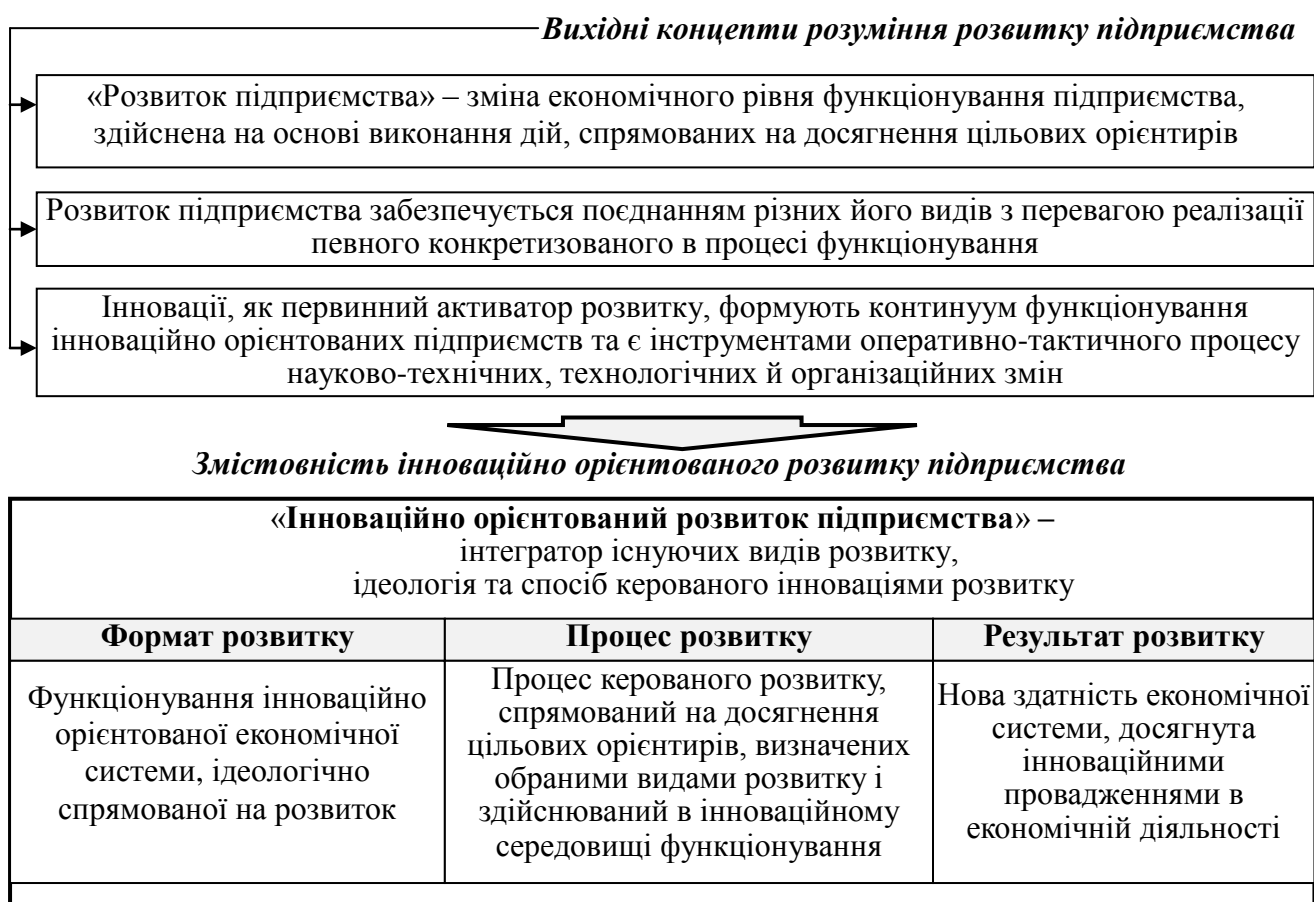 Вихідні концепти розуміння розвитку підприємства
«Розвиток підприємства» – зміна економічного рівня функціонування підприємства,
здійснена на основі виконання дій, спрямованих на досягнення цільових орієнтирів
Розвиток підприємства забезпечується поєднанням різних його видів з перевагою реалізації
певного конкретизованого в процесі функціонування
Інновації, як первинний активатор розвитку, формують континуум функціонування
інноваційно орієнтованих підприємств та є інструментами оперативно-тактичного процесу
науково-технічних, технологічних й організаційних змін
Змістовність інноваційно орієнтованого розвитку підприємства
«Інноваційно орієнтований розвиток підприємства» –
інтегратор існуючих видів розвитку,
ідеологія та спосіб керованого інноваціями розвитку
Формат розвитку
Функціонування інноваційно
орієнтованої економічної
системи, ідеологічно
спрямованої на розвиток
Процес розвитку
Процес керованого розвитку,
спрямований на досягнення
цільових орієнтирів, визначених
обраними видами розвитку і
здійснюваний в інноваційному
середовищі функціонування
Результат розвитку
Нова здатність економічної
системи, досягнута
інноваційними
провадженнями в
економічній діяльності